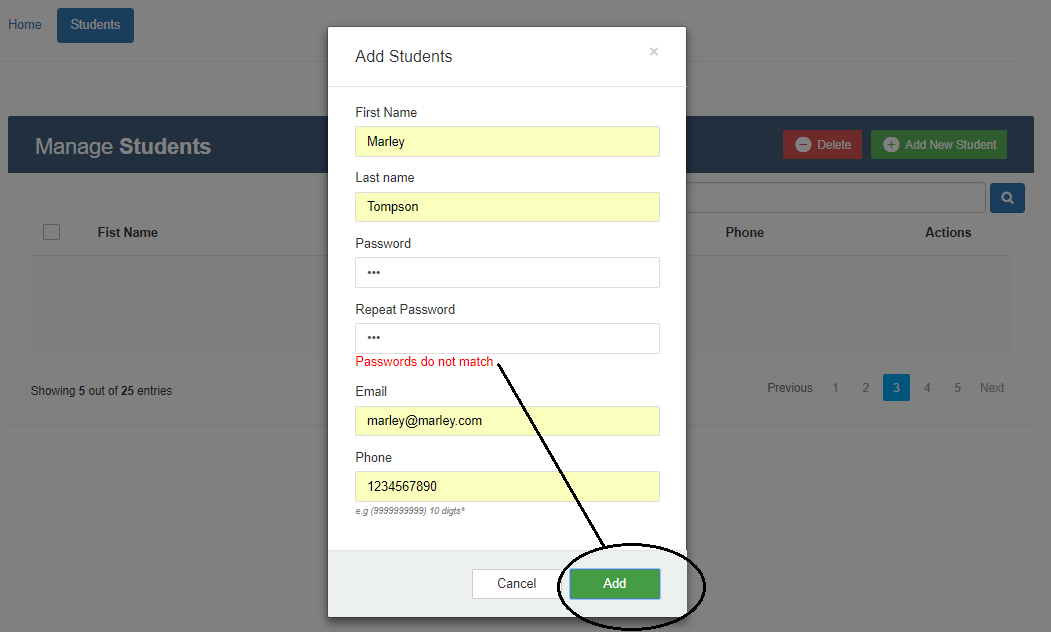 Home Students
Add Students ×
Manage Students
Delete Add New Student
First Name
Marley
Last name
Tompson
Fist Name Phone Actions
Password
•••
Repeat Password
•••
Passwords do not match
Showing 5 out of 25 entries
Previous 1 2 3 4 5 Next
Email
marley@marley.com
Phone
1234567890
e.g (9999999999) 10 digts*
Cancel Add